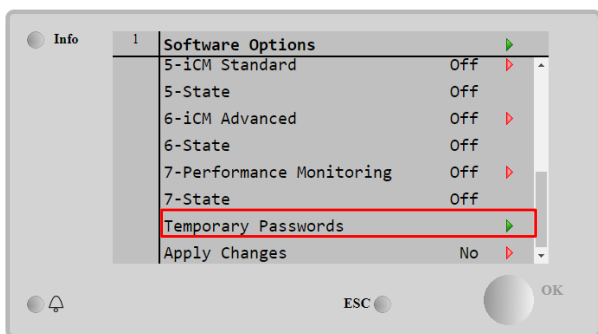 Info
1 Software Options
5-iCM Standard Off
5-State Off
6-iCM Advanced Off
6-State Off
7-Performance Monitoring Off
7-State Off
Temporary Passwords
Apply Changes No
ESC
OK